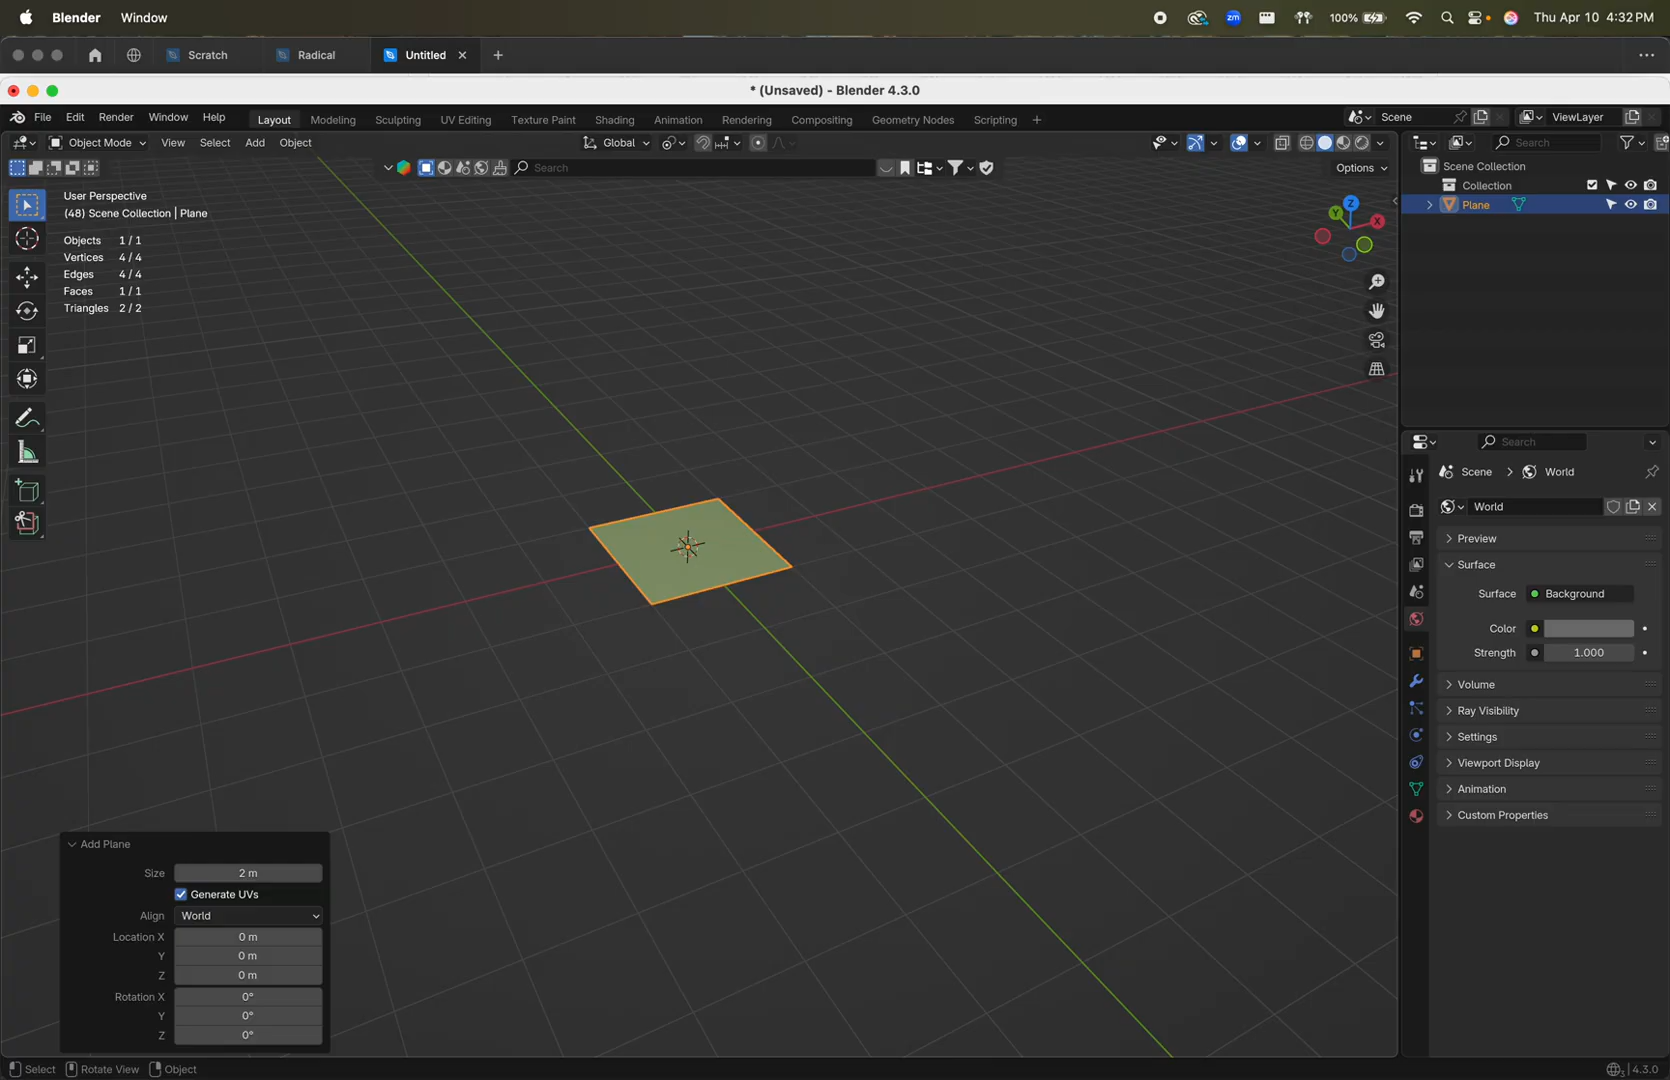 Blender Window zm 100% Thu Apr 10 4:32 PM
Scratch Radical Untitled
* (Unsaved) - Blender 4.3.0
File Edit Render Window Help Layout Modeling Sculpting UV Editing Texture Paint Shading Animation Rendering Compositing Geometry Nodes Scripting + Scene ViewLayer
Object Mode View Select Add Object Global Search
Search Options
User Perspective
(48) Scene Collection | Plane
Objects 1 / 1
Vertices 4 / 4
Edges 4 / 4
Faces 1 / 1
Triangles 2 / 2
Z
Y
X
Scene Collection
Collection
Plane
Search
Scene > World
World
Preview
Surface
Surface Background
Color
Strength 1.000
Volume
Ray Visibility
Settings
Viewport Display
Animation
Custom Properties
Add Plane
Size 2 m
Generate UVs
Align World
Location X 0 m
Y 0 m
Z 0 m
Rotation X 0°
Y 0°
Z 0°
Select Rotate View Object 4.3.0